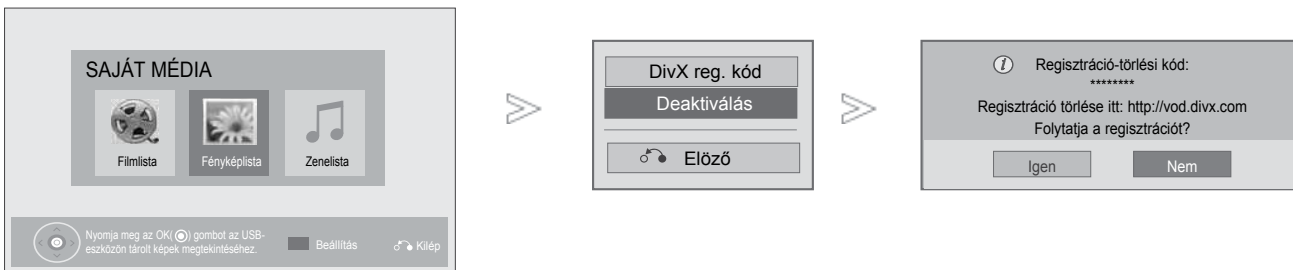 SAJÁT MÉDIA
Filmlista
Fényképlista
Zenelista
Nyomja meg az OK(◉) gombot az USB-
eszközön tárolt képek megtekintéséhez.
Beállítás
Kilép
DivX reg. kód
Deaktiválás
Elöző
Regisztráció-törlési kód:
********
Regisztráció törlése itt: http://vod.divx.com
Folytatja a regisztrációt?
Igen
Nem